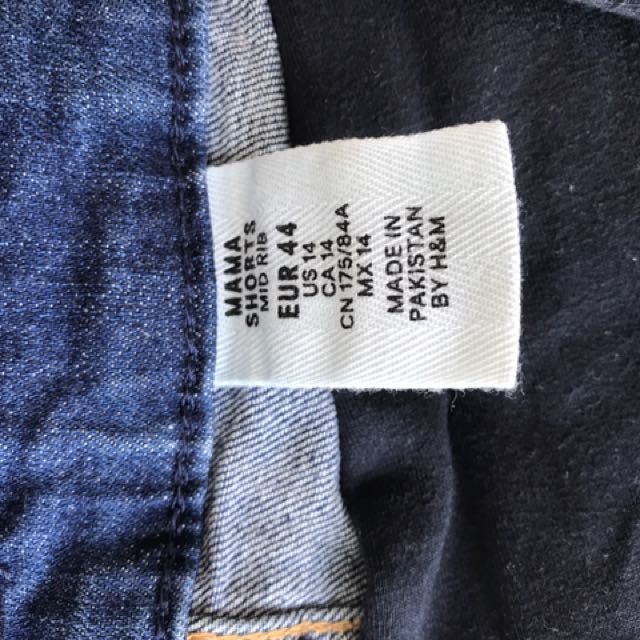 MAMA
SHORTS
MID RIB
EUR 44
US 14
CA 14
CN 175/84A
MX 14
MADE IN
PAKISTAN
BY H&M